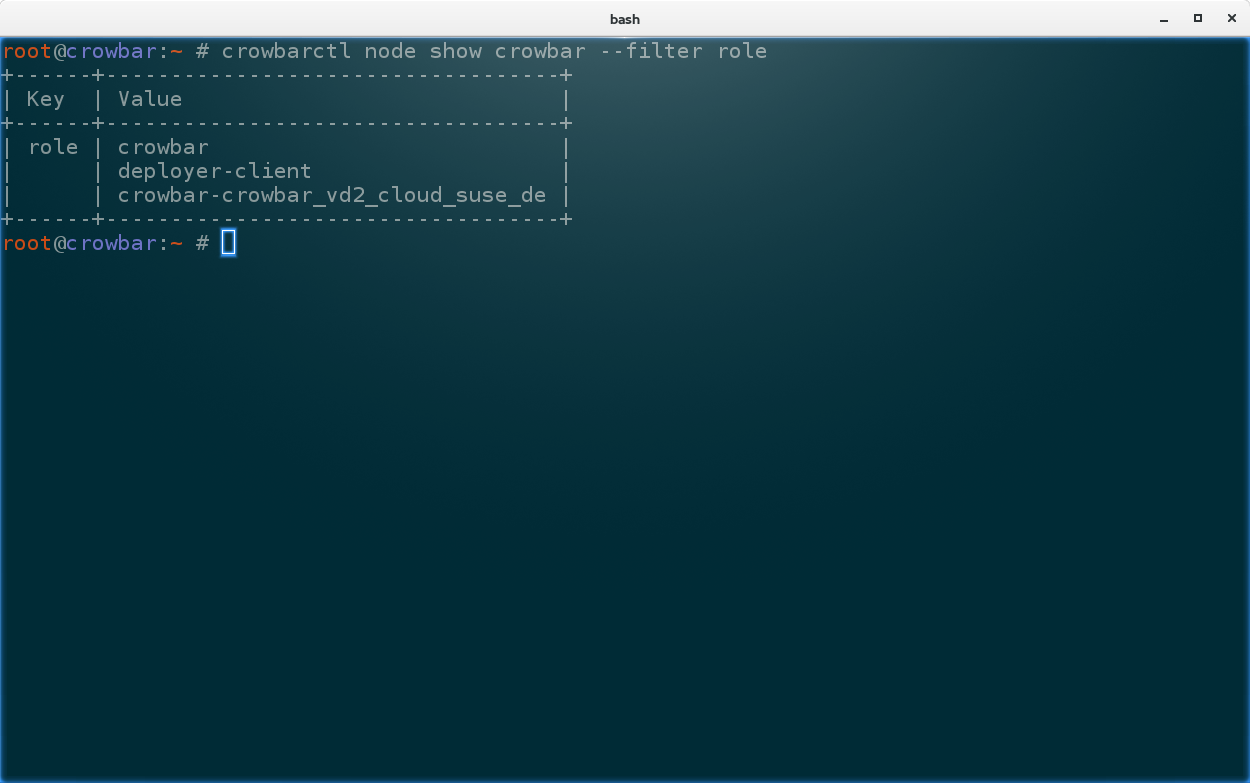 bash
root@crowbar:~ # crowbarctl node show crowbar --filter role
+------+----------------------------+
| Key  | Value                      |
+------+----------------------------+
| role | crowbar                    |
|      | deployer-client            |
|      | crowbar-crowbar_vd2_cloud_suse_de |
+------+----------------------------+
root@crowbar:~ #